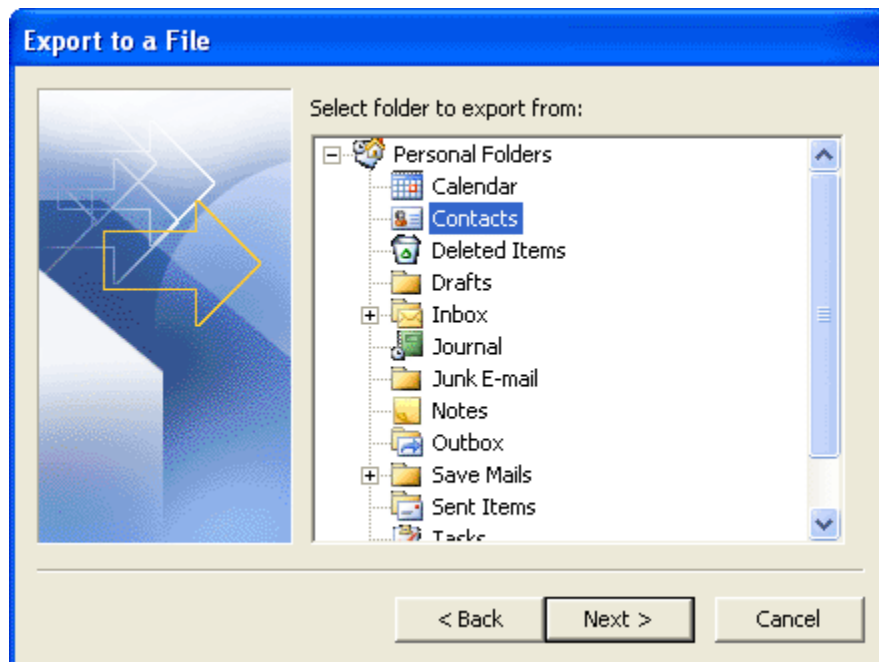 Export to a File
Select folder to export from:
Personal Folders
Calendar
Contacts
Deleted Items
Drafts
Inbox
Journal
Junk E-mail
Notes
Outbox
Save Mails
Sent Items
Tasks
< Back
Next >
Cancel